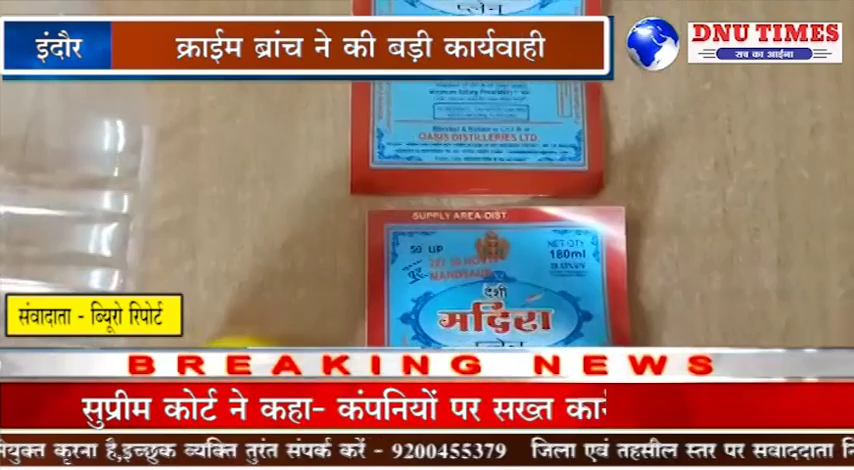 प्लेन
इंदौर
क्राईम ब्रांच ने की बड़ी कार्यवाही
DNU TIMES
सच का आईना
OASIS DISTILLERIES LTD.
SUPPLY AREA-DIST.
50 UP
NET QTY.
180ml
MANDSAUR
देशी
मदिरा
प्लेन
संवादाता - ब्यूरो रिपोर्ट
BREAKING NEWS
सुप्रीम कोर्ट ने कहा- कंपनियों पर सख्त
करना है,इच्छुक व्यक्ति तुरंत संपर्क करें - 9200455379 जिला एवं तहसील स्तर पर सवाददाता